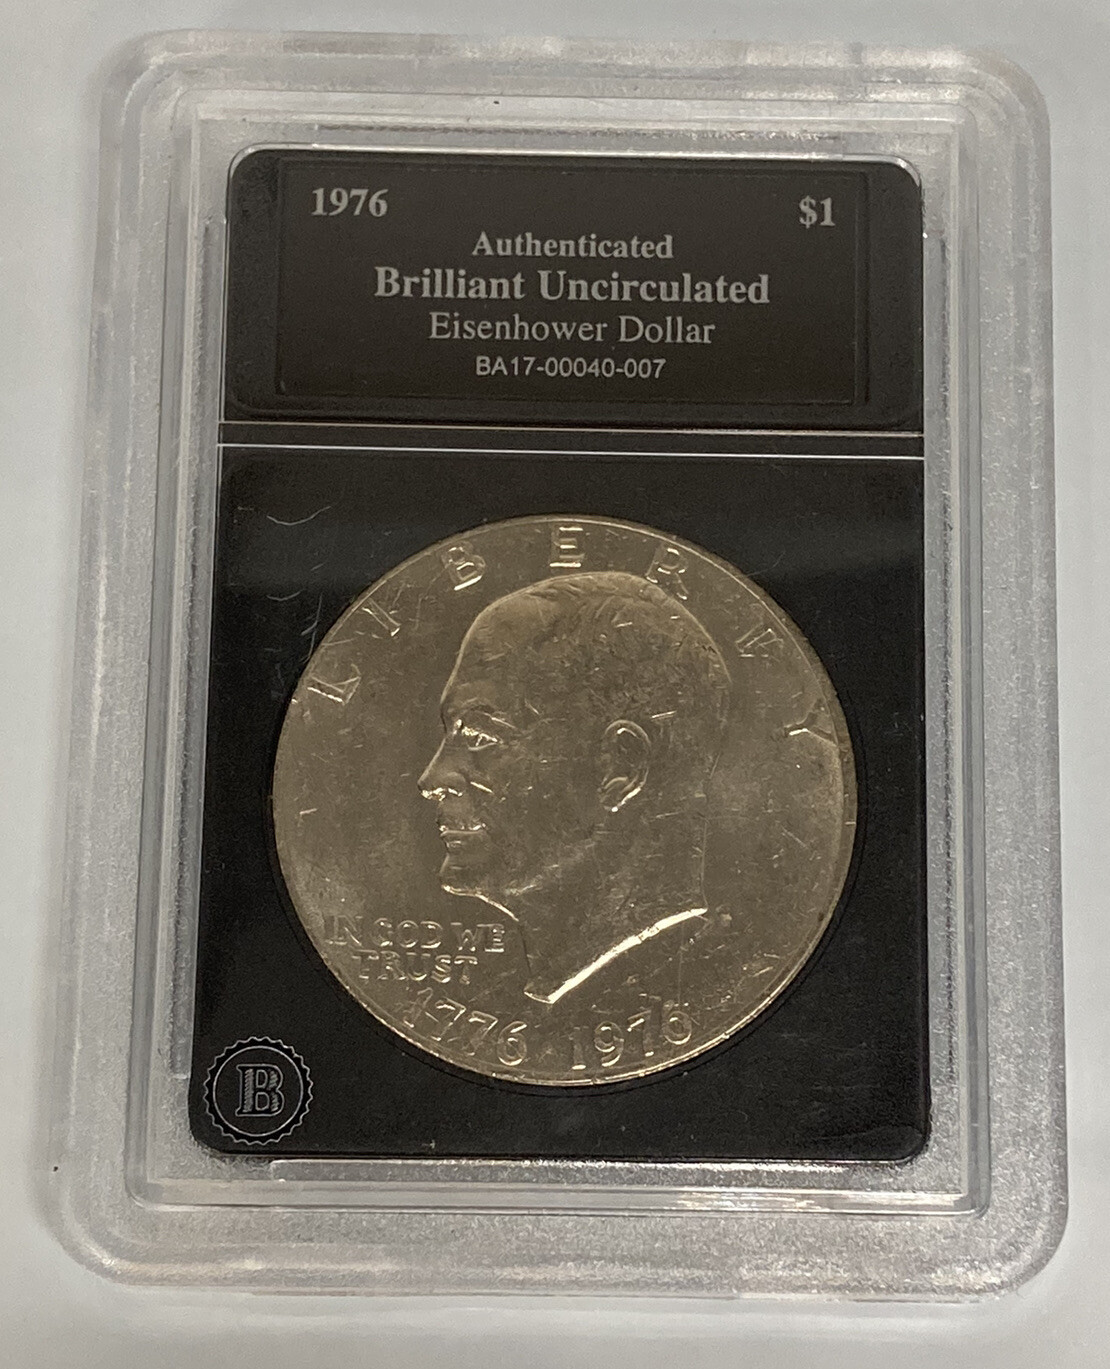 1976 $1
Authenticated
Brilliant Uncirculated
Eisenhower Dollar
BA17-00040-007
LIBERTY
IN GOD WE
TRUST
1776 1976
B